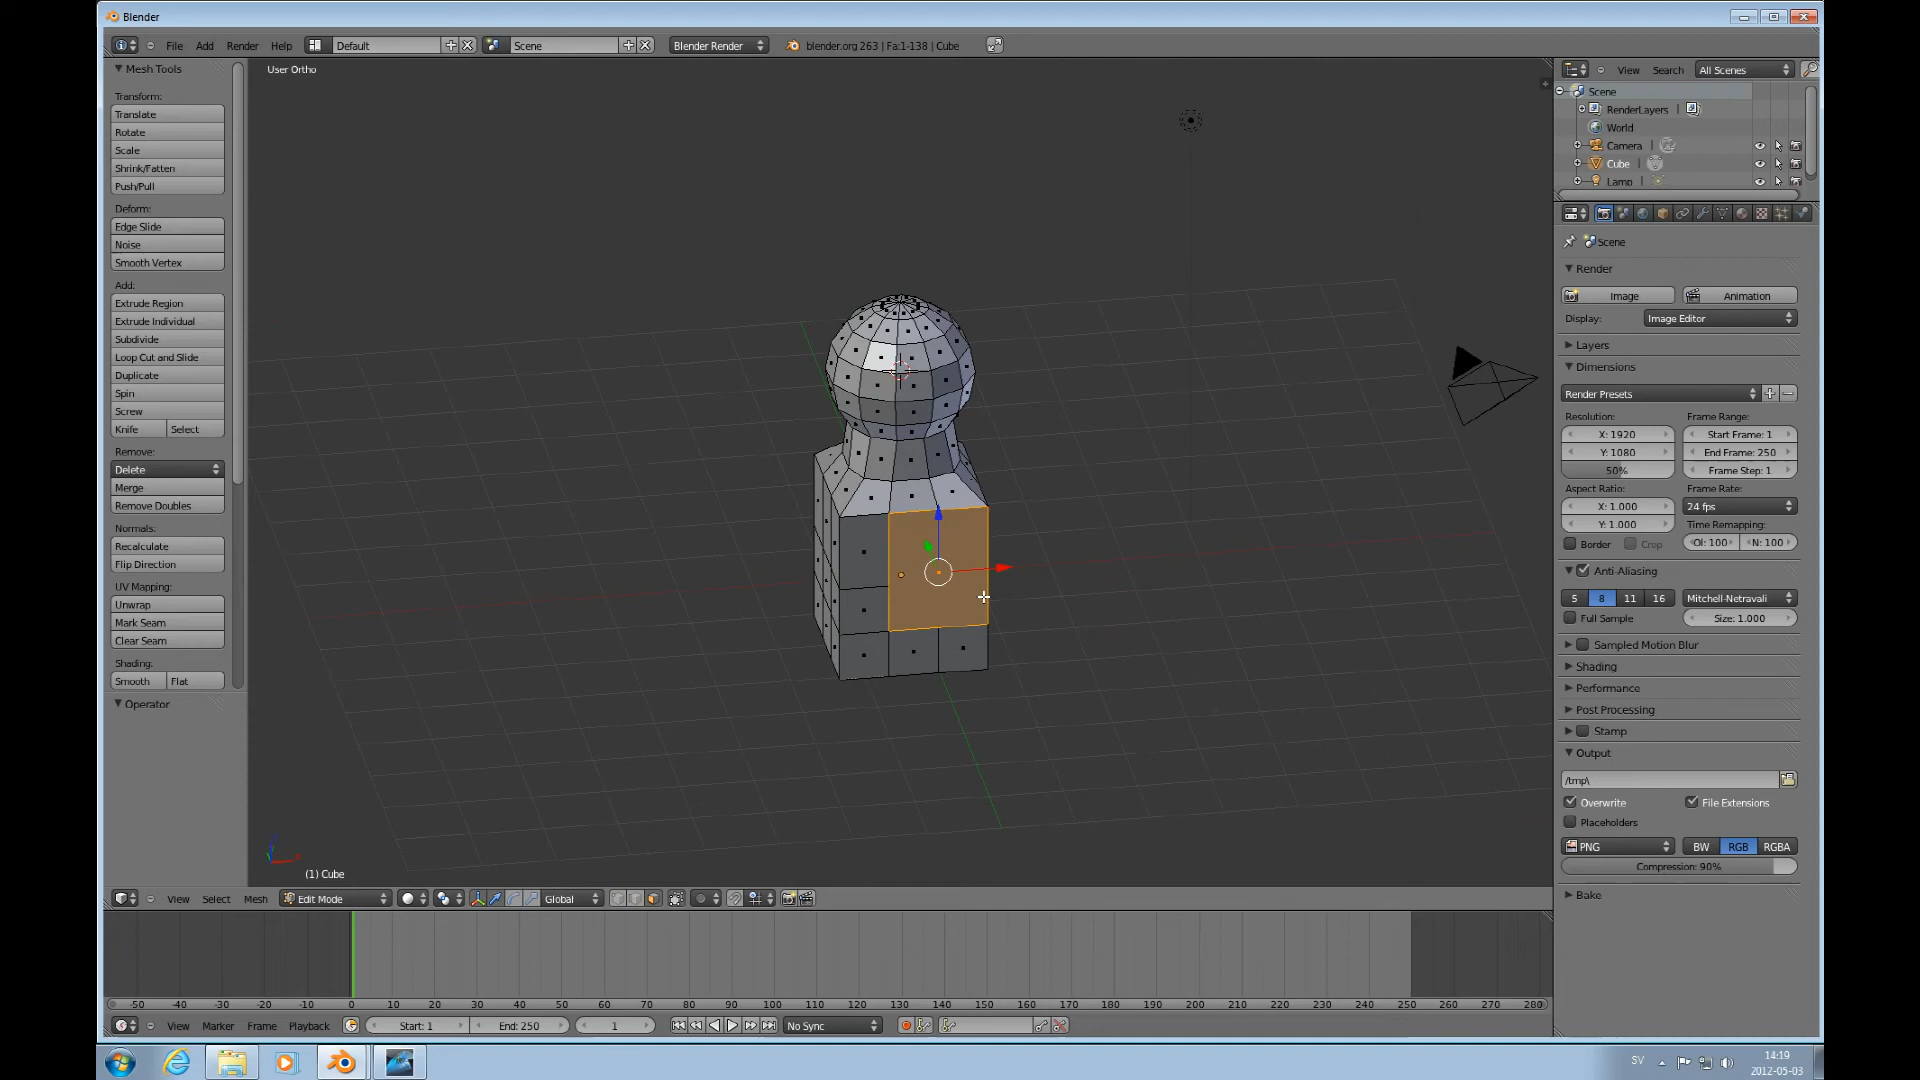 Blender
File Add Render Help Default Scene Blender Render blender.org 263 | Fa:1-138 | Cube
Mesh Tools
Transform:
Translate
Rotate
Scale
Shrink/Fatten
Push/Pull
Deform:
Edge Slide
Noise
Smooth Vertex
Add:
Extrude Region
Extrude Individual
Subdivide
Loop Cut and Slide
Duplicate
Spin
Screw
Knife Select
Remove:
Delete
Merge
Remove Doubles
Normals:
Recalculate
Flip Direction
UV Mapping:
Unwrap
Mark Seam
Clear Seam
Shading:
Smooth Flat
Operator
User Ortho
(1) Cube
View Select Mesh Edit Mode Global
View Search All Scenes
Scene
RenderLayers
World
Camera
Cube
Lamp
Scene
Render
Image Animation
Display: Image Editor
Layers
Dimensions
Render Presets
Resolution: Frame Range:
X: 1920 Start Frame: 1
Y: 1080 End Frame: 250
50% Frame Step: 1
Aspect Ratio: Frame Rate:
X: 1.000 24 fps
Y: 1.000 Time Remapping:
Border Crop Ol: 100 N: 100
Anti-Aliasing
5 8 11 16 Mitchell-Netravali
Full Sample Size: 1.000
Sampled Motion Blur
Shading
Performance
Post Processing
Stamp
Output
/tmp\
Overwrite File Extensions
Placeholders
PNG BW RGB RGBA
Compression: 90%
Bake
-50 -40 -30 -20 -10 0 10 20 30 40 50 60 70 80 90 100 110 120 130 140 150 160 170 180 190 200 210 220 230 240 250 260 270 280
View Marker Frame Playback Start: 1 End: 250 1 No Sync
SV
14:19
2012-05-03